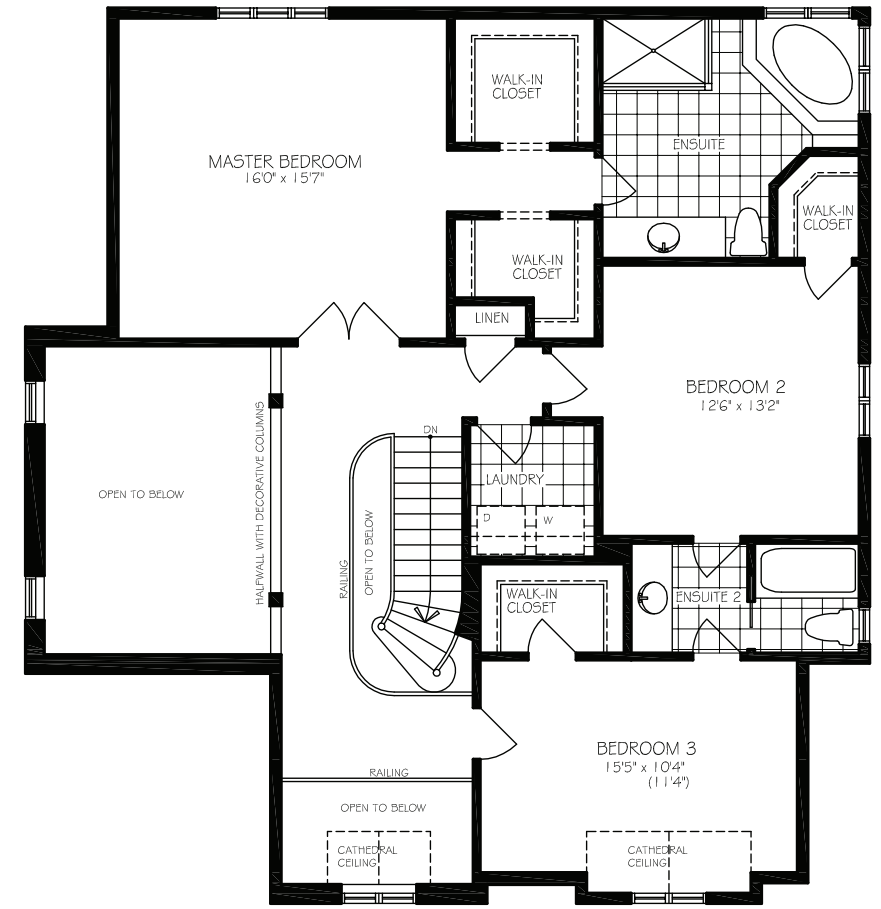 WALK-IN
CLOSET
ENSUITE
MASTER BEDROOM
16'0" x 15'7"
WALK-IN
CLOSET
WALK-IN
CLOSET
LINEN
BEDROOM 2
12'6" x 13'2"
HALFWALL WITH DECORATIVE COLUMNS
DN
OPEN TO BELOW
LAUNDRY
D
W
OPEN TO BELOW
RAILING
WALK-IN
CLOSET
ENSUITE 2
BEDROOM 3
15'5" x 10'4"
(11'4")
RAILING
OPEN TO BELOW
CATHEDRAL
CEILING
CATHEDRAL
CEILING